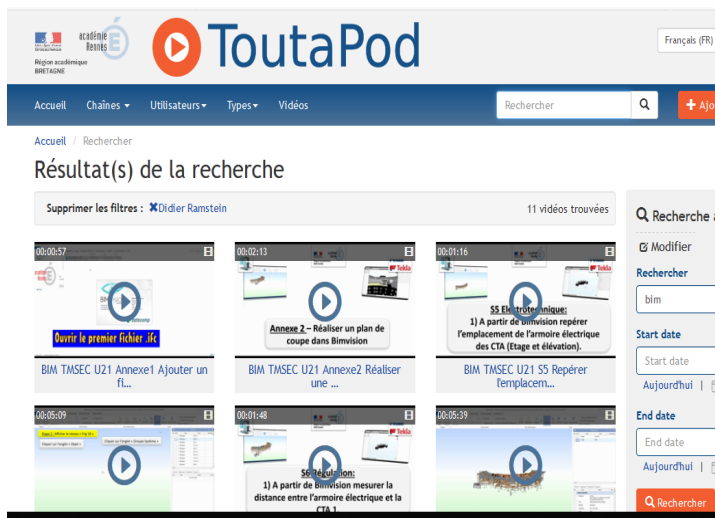 Région académique
BRETAGNE
académie
Rennes
ToutaPod
Français (FR)
Accueil Chaînes Utilisateurs Types Vidéos Rechercher + Ajo
Accueil / Rechercher
Résultat(s) de la recherche
Supprimer les filtres : ✖Didier Ramstein 11 vidéos trouvées
Recherche a
Modifier
Rechercher
bim
Start date
Start date
Aujourd'hui |
End date
End date
Aujourd'hui |
Rechercher
00:00:57
Ouvrir le premier fichier .ifc
BIM TMSEC U21 Annexe1 Ajouter un
fi...
00:02:13
Tekla
Annexe 2 – Réaliser un plan de
coupe dans Bimvision
BIM TMSEC U21 Annexe2 Réaliser
une ...
00:01:16
Tekla
S5 Electrotechnique:
1) A partir de Bimvision repérer
l'emplacement de l'armoire électrique
des CTA (Etage et élévation).
BIM TMSEC U21 S5 Repérer
l'emplacem...
00:05:09
00:01:48
Tekla
S6 Régulation:
1) A partir de Bimvision mesurer la
distance entre l'armoire électrique et la
CTA 1
00:05:39